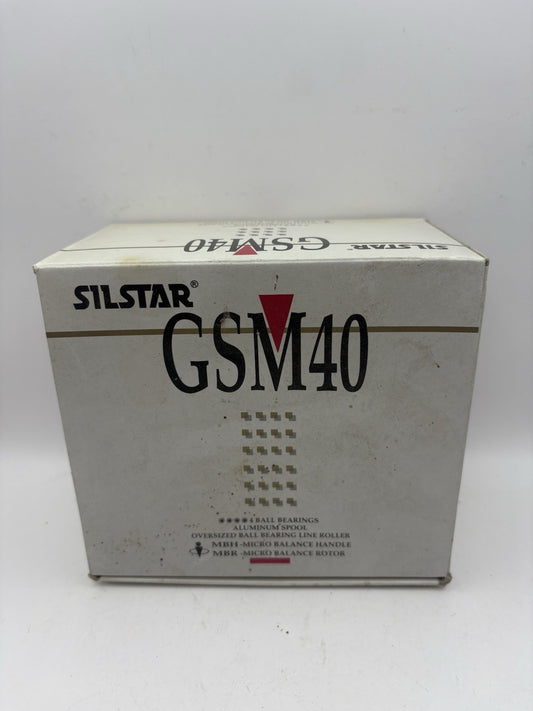 GSM40
SILSTAR
SILSTAR®
GSM40
4 BALL BEARINGS
ALUMINUM SPOOL
OVERSIZED BALL BEARING LINE ROLLER
MBH -MICRO BALANCE HANDLE
MBR -MICRO BALANCE ROTOR